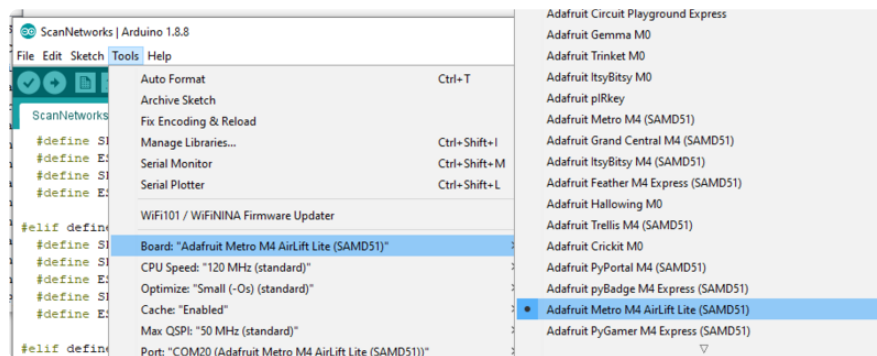 ScanNetworks | Arduino 1.8.8
File Edit Sketch Tools Help
ScanNetworks
#define
#define
#define
#define
#elif define
#define
#define
#define
#define
#define
#elif define
Auto Format Ctrl+T
Archive Sketch
Fix Encoding & Reload
Manage Libraries... Ctrl+Shift+I
Serial Monitor Ctrl+Shift+M
Serial Plotter Ctrl+Shift+L
WiFi101 / WiFiNINA Firmware Updater
Board: "Adafruit Metro M4 AirLift Lite (SAMD51)"
CPU Speed: "120 MHz (standard)"
Optimize: "Small (-Os) (standard)"
Cache: "Enabled"
Max QSPI: "50 MHz (standard)"
Port: "COM20 (Adafruit Metro M4 AirLift Lite (SAMD51))"
Adafruit Circuit Playground Express
Adafruit Gemma M0
Adafruit Trinket M0
Adafruit ItsyBitsy M0
Adafruit pIRkey
Adafruit Metro M4 (SAMD51)
Adafruit Grand Central M4 (SAMD51)
Adafruit ItsyBitsy M4 (SAMD51)
Adafruit Feather M4 Express (SAMD51)
Adafruit Hallowing M0
Adafruit Trellis M4 (SAMD51)
Adafruit Crickit M0
Adafruit PyPortal M4 (SAMD51)
Adafruit pyBadge M4 Express (SAMD51)
Adafruit Metro M4 AirLift Lite (SAMD51)
Adafruit PyGamer M4 Express (SAMD51)